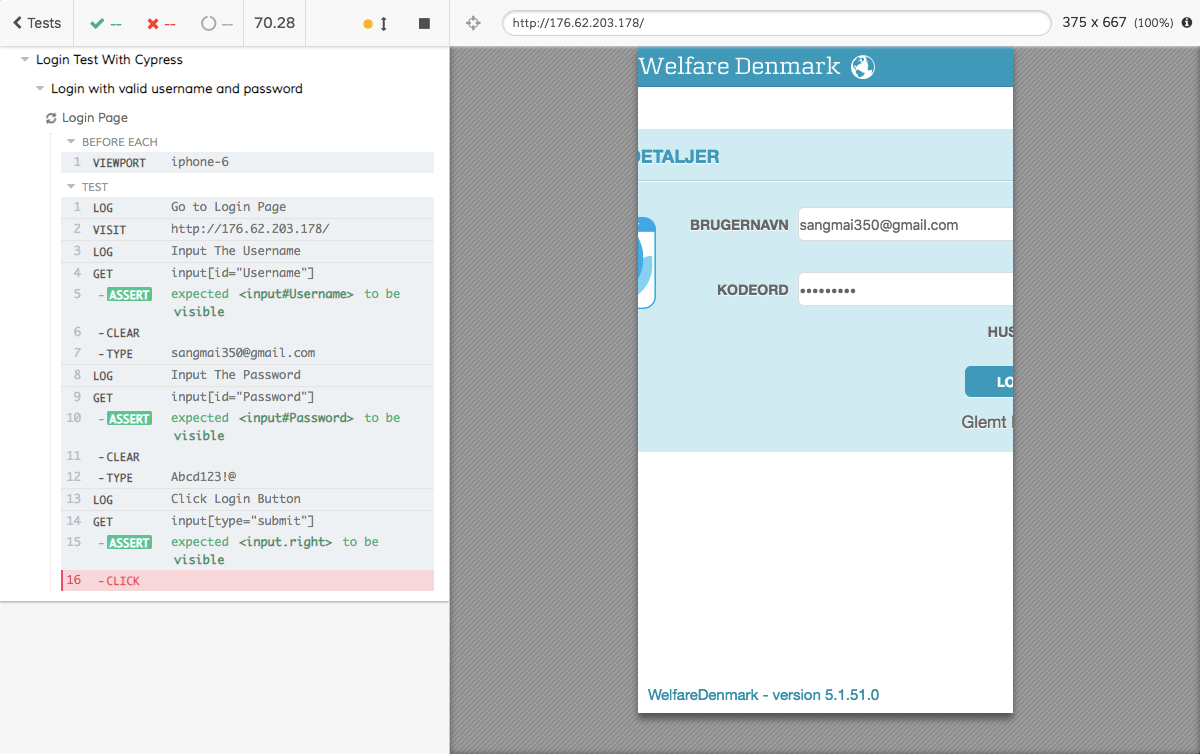 Tests
--
--
--
70.28
http://176.62.203.178/
375 x 667 (100%)
Login Test With Cypress
Login with valid username and password
Login Page
BEFORE EACH
1 VIEWPORT iphone-6
TEST
1 LOG Go to Login Page
2 VISIT http://176.62.203.178/
3 LOG Input The Username
4 GET input[id="Username"]
5 -ASSERT expected <input#Username> to be
visible
6 -CLEAR
7 -TYPE sangmai350@gmail.com
8 LOG Input The Password
9 GET input[id="Password"]
10 -ASSERT expected <input#Password> to be
visible
11 -CLEAR
12 -TYPE Abcd123!@
13 LOG Click Login Button
14 GET input[type="submit"]
15 -ASSERT expected <input.right> to be
visible
16 -CLICK
Welfare Denmark
DETALJER
BRUGERNAVN sangmai350@gmail.com
KODEORD •••••••••
HUS
LO
Glemt
WelfareDenmark - version 5.1.51.0